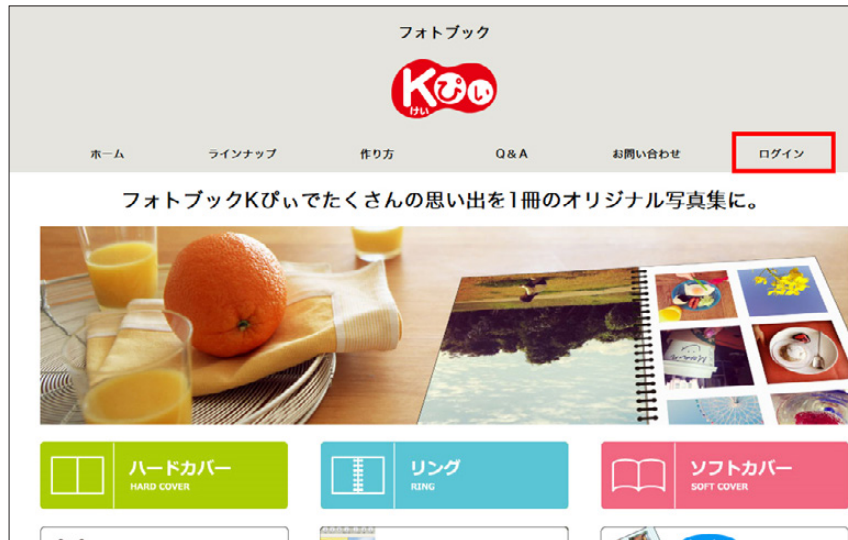 フォトブック
Kぴぃ
けい
ホーム ラインナップ 作り方 Q&A お問い合わせ ログイン
フォトブックKぴぃでたくさんの思い出を1冊のオリジナル写真集に。
ハードカバー
HARD COVER
リング
RING
ソフトカバー
SOFT COVER